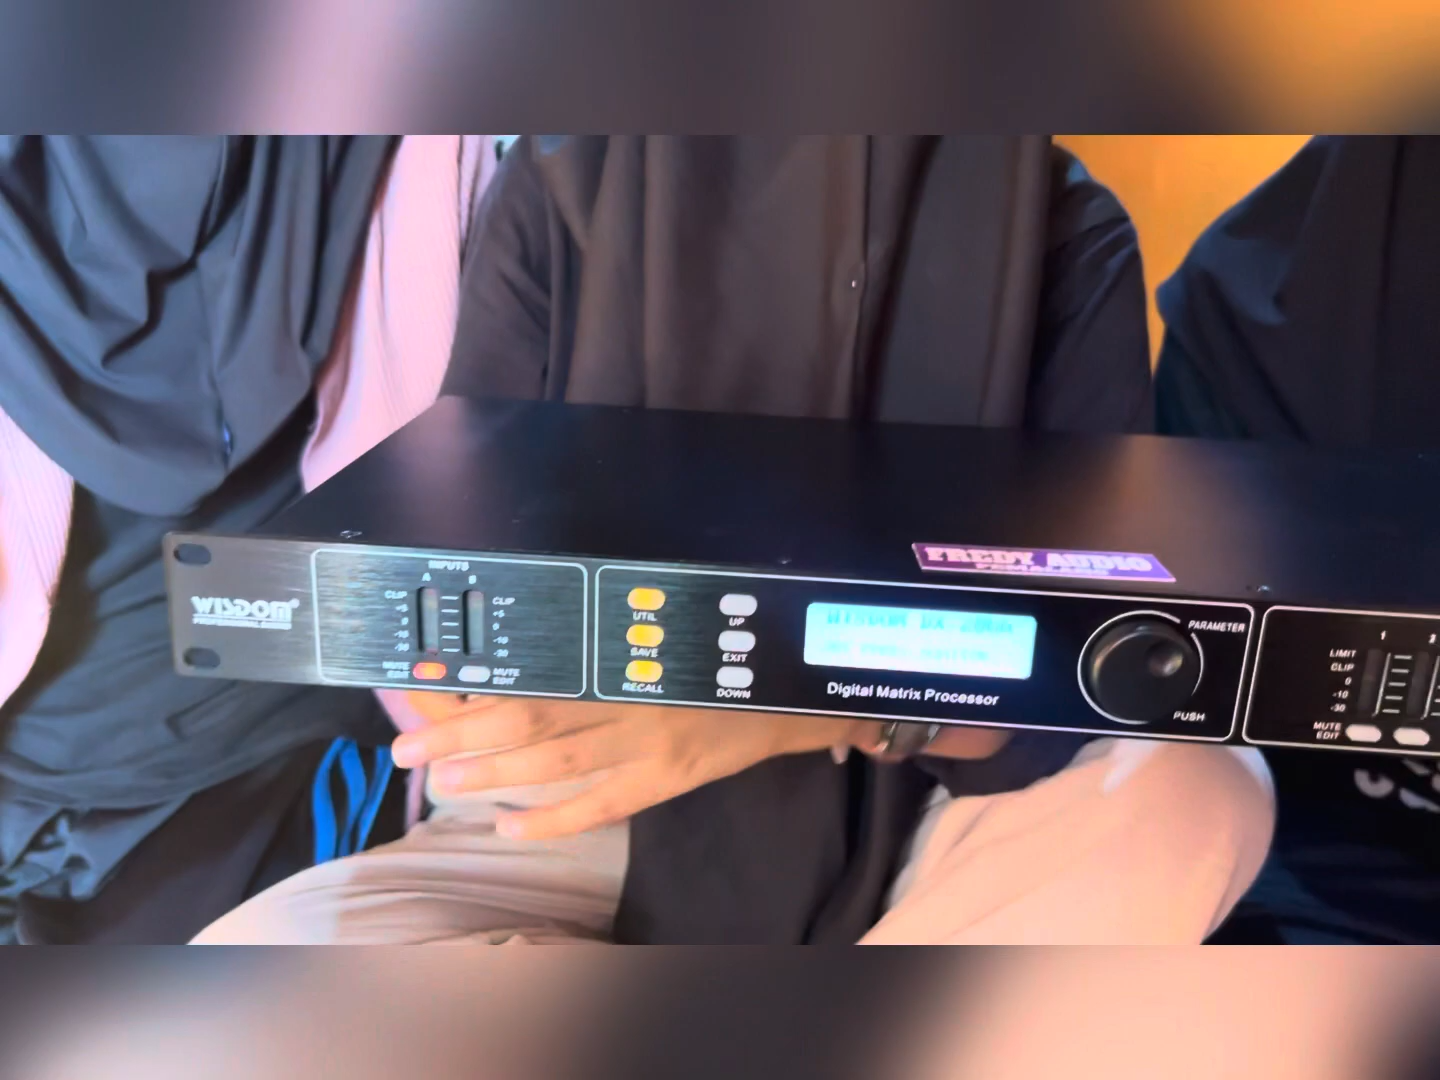 WISDOM®
PROFESSIONAL AUDIO
INPUTS
A B
CLIP CLIP
+5 +5
0 0
-10 -10
-30 -30
MUTE MUTE
EDIT EDIT
UTIL
SAVE
RECALL
UP
EXIT
DOWN
WISDOM
Digital Matrix Processor
FREDY AUDIO
PARAMETER
PUSH
1 2
LIMIT
CLIP
0
-10
-30
MUTE
EDIT